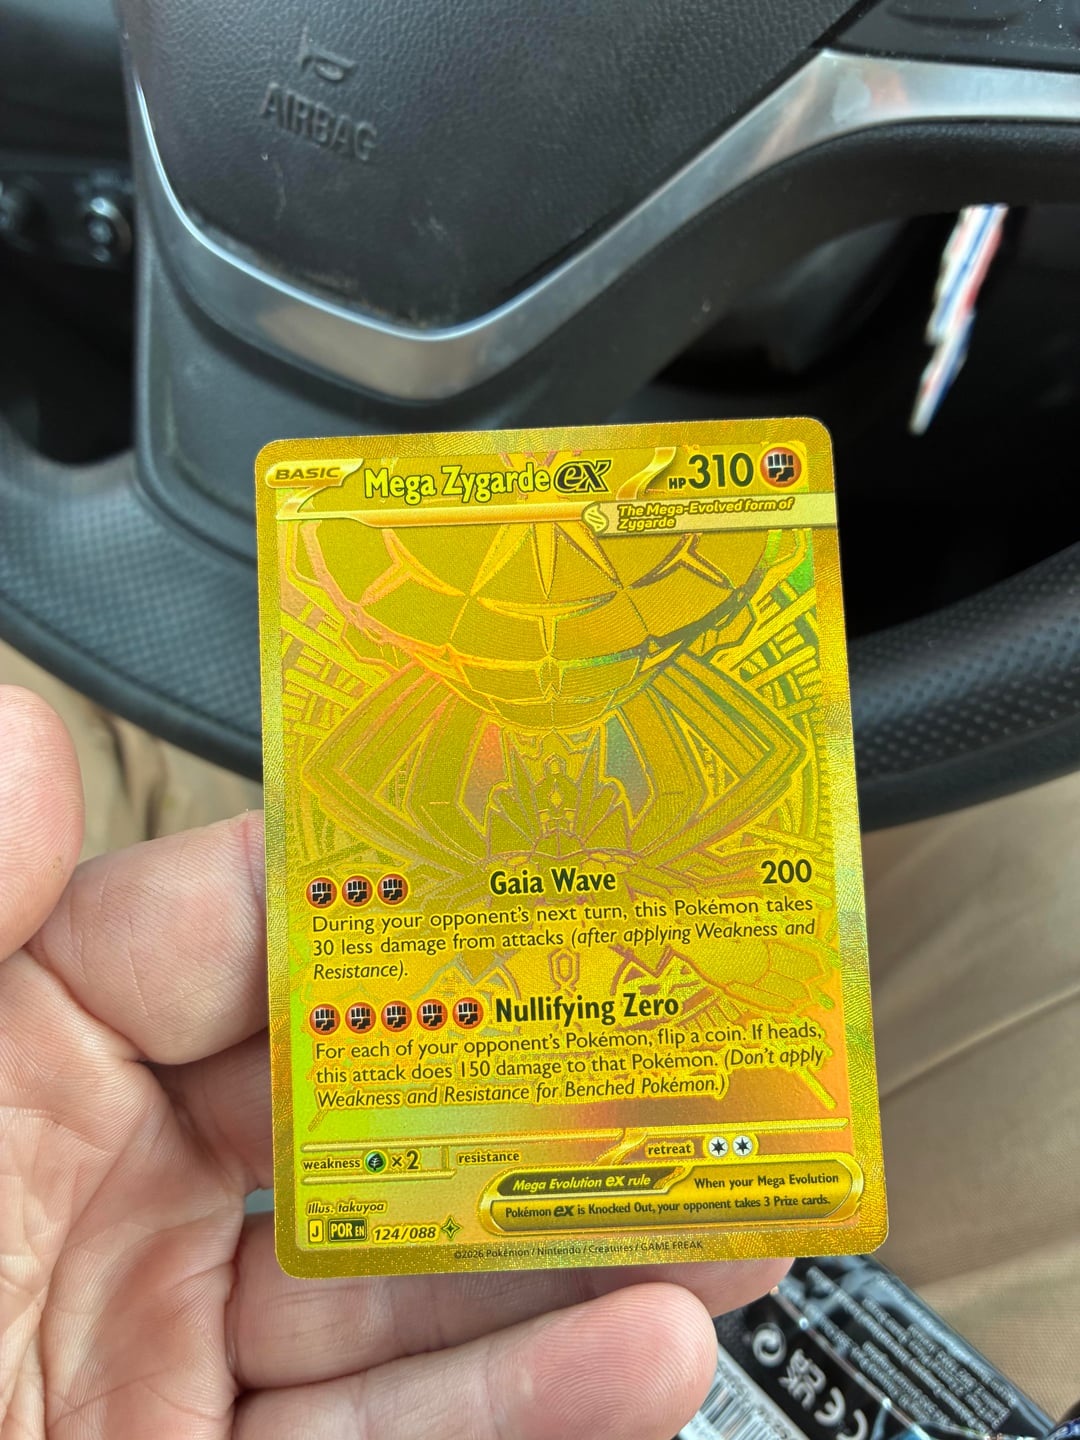 AIRBAG
BASIC Mega Zygarde ex HP 310
The Mega-Evolved form of
Zygarde
Gaia Wave 200
During your opponent's next turn, this Pokémon takes
30 less damage from attacks (after applying Weakness and
Resistance).
Nullifying Zero
For each of your opponent's Pokémon, flip a coin. If heads,
this attack does 150 damage to that Pokémon. (Don't apply
Weakness and Resistance for Benched Pokémon.)
weakness ×2 resistance retreat
Mega Evolution ex rule When your Mega Evolution
Pokémon ex is Knocked Out, your opponent takes 3 Prize cards.
Illus. takuyoa
J POR EN 124/088
©2026 Pokémon / Nintendo / Creatures / GAME FREAK
UK CA CE